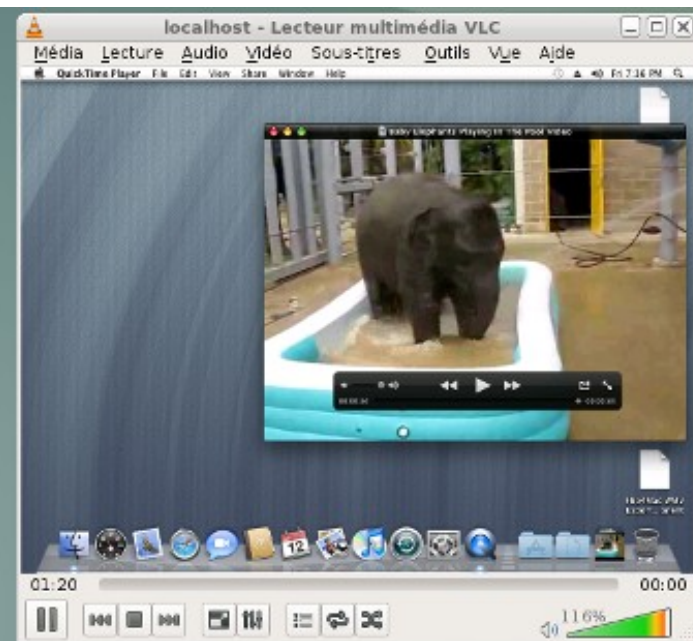 localhost - Lecteur multimédia VLC
Média Lecture Audio Vidéo Sous-titres Outils Vue Aide
QuickTime Player File Edit View Share Window Help Fri 7:36 PM
Baby Elephants Playing In The Pool Video
12
01:20 00:00
116%